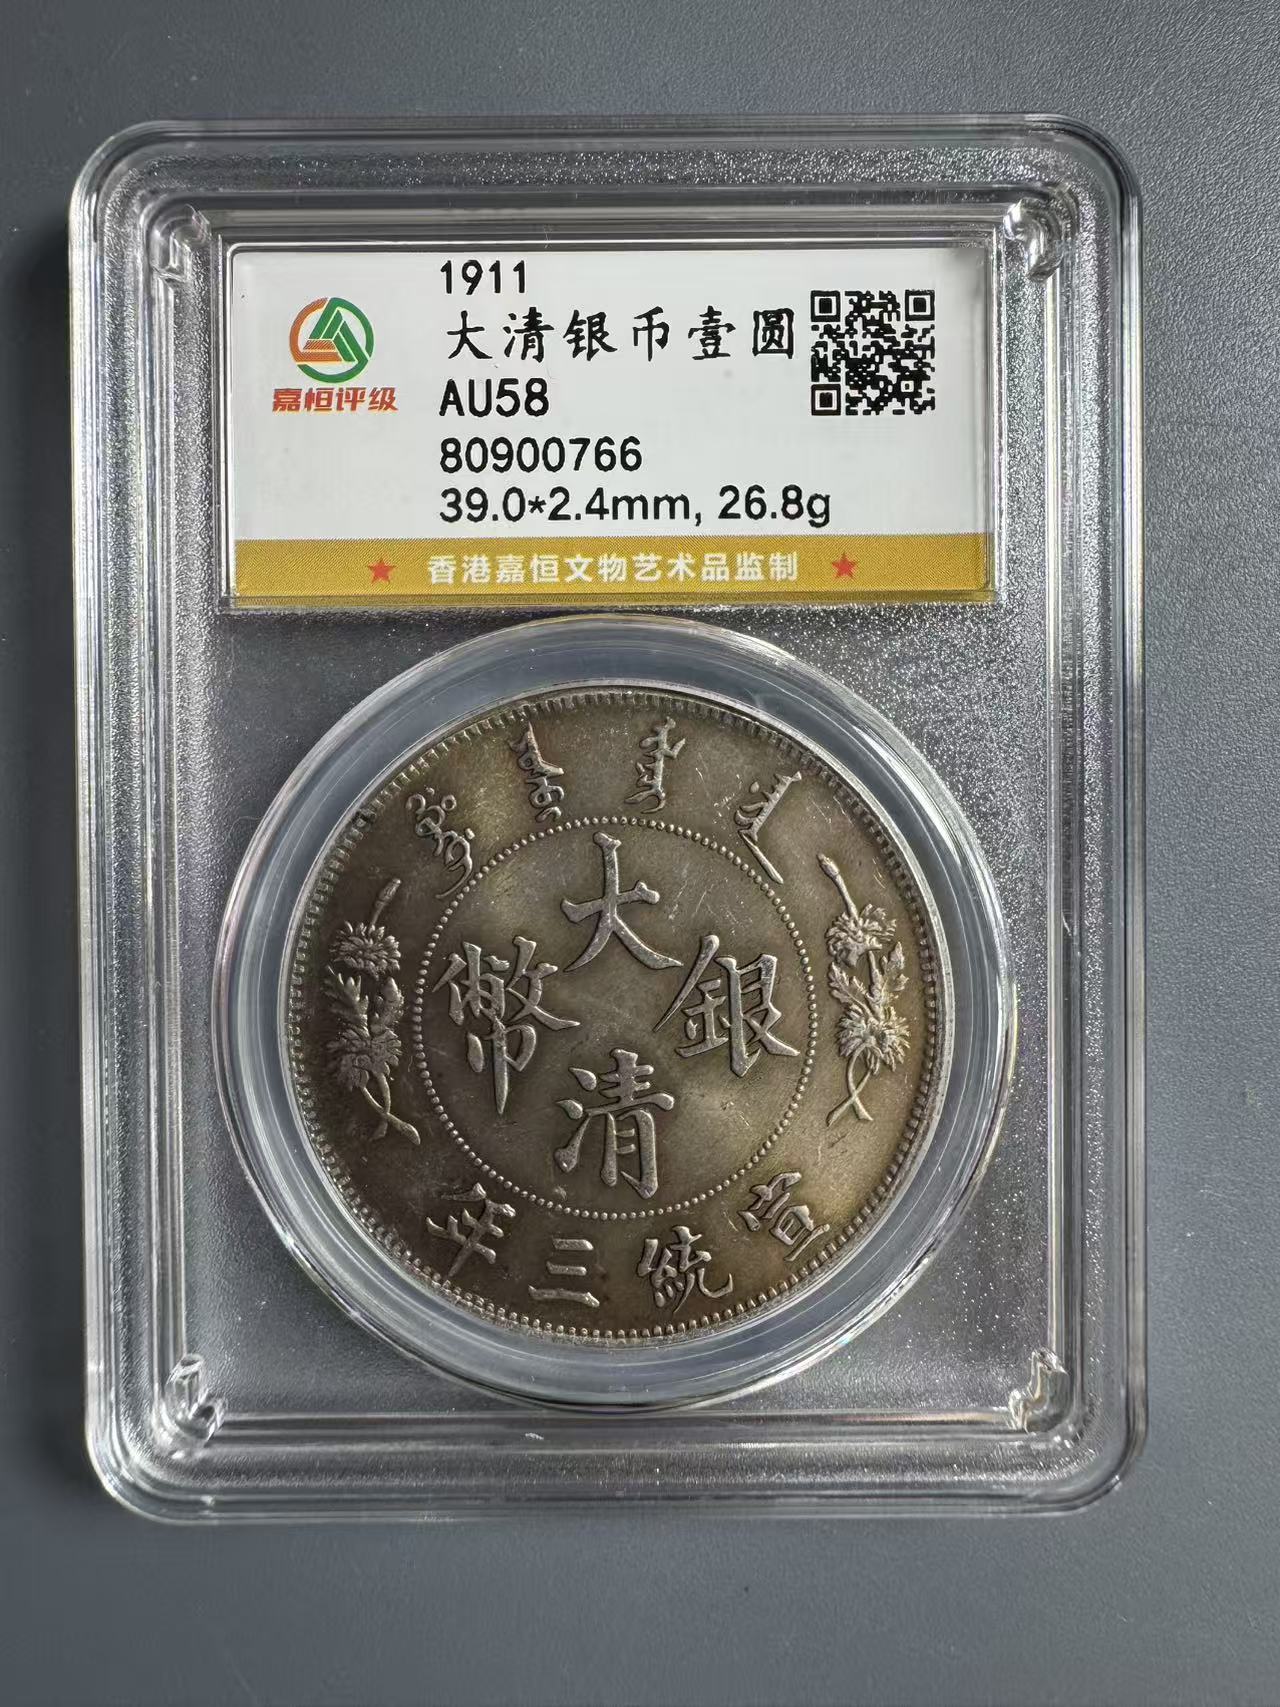 1911
大清银币壹圆
嘉恒评级
AU58
80900766
39.0*2.4mm, 26.8g
★ 香港嘉恒文物艺术品监制 ★
大
幣 銀
清
年三統宣